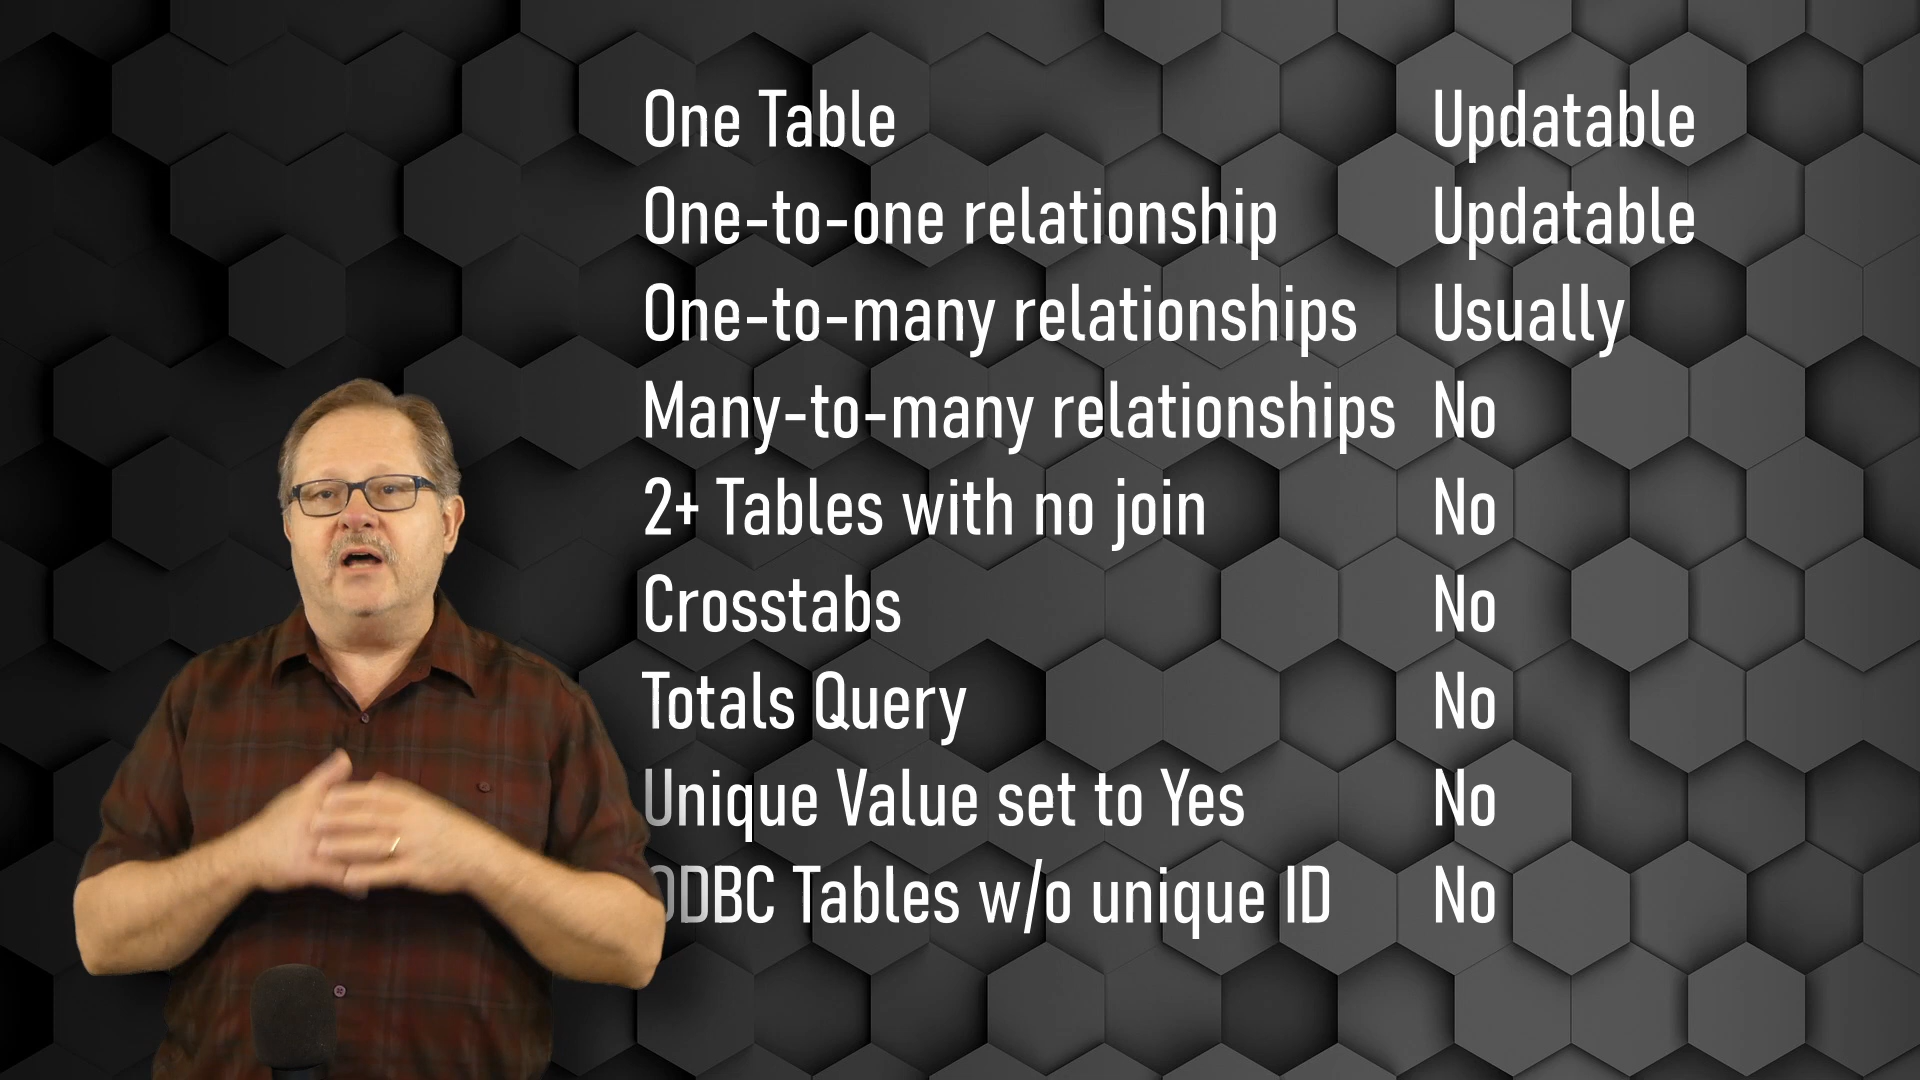 One Table Updatable
One-to-one relationship Updatable
One-to-many relationships Usually
Many-to-many relationships No
2+ Tables with no join No
Crosstabs No
Totals Query No
Unique Value set to Yes No
ODBC Tables w/o unique ID No